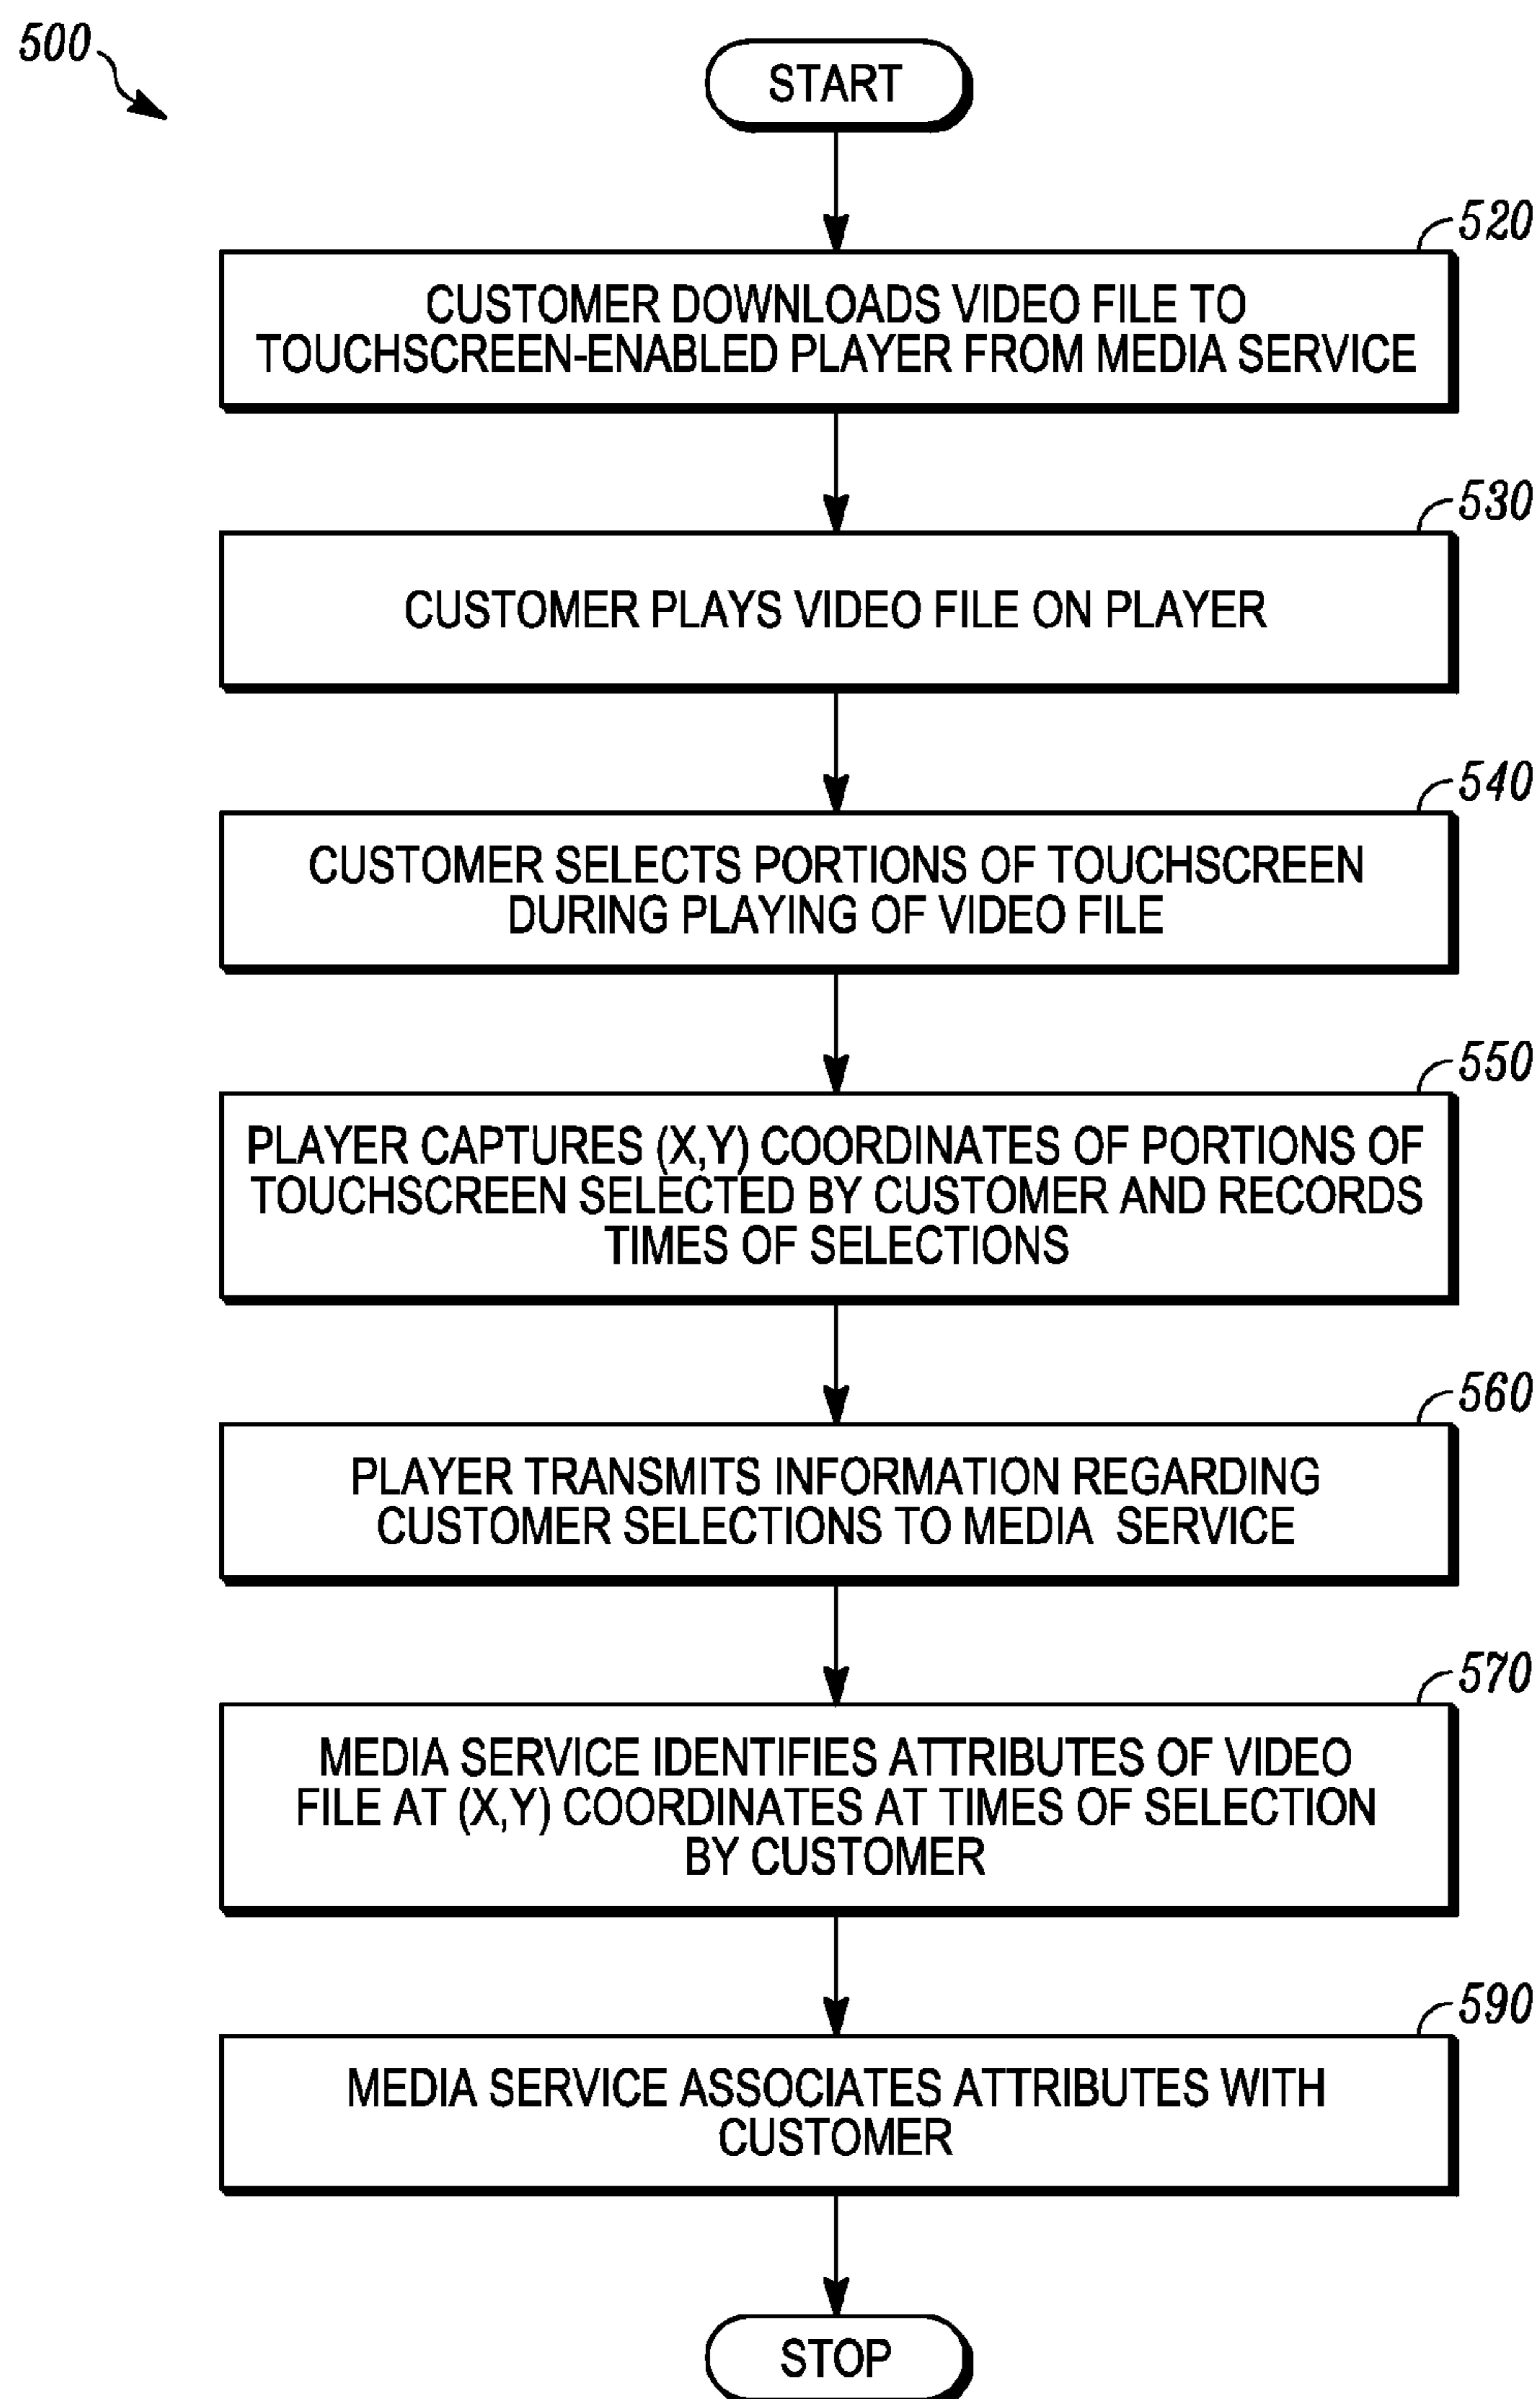 500
START
520
CUSTOMER DOWNLOADS VIDEO FILE TO
TOUCHSCREEN-ENABLED PLAYER FROM MEDIA SERVICE
530
CUSTOMER PLAYS VIDEO FILE ON PLAYER
540
CUSTOMER SELECTS PORTIONS OF TOUCHSCREEN
DURING PLAYING OF VIDEO FILE
550
PLAYER CAPTURES (X,Y) COORDINATES OF PORTIONS OF
TOUCHSCREEN SELECTED BY CUSTOMER AND RECORDS
TIMES OF SELECTIONS
560
PLAYER TRANSMITS INFORMATION REGARDING
CUSTOMER SELECTIONS TO MEDIA SERVICE
570
MEDIA SERVICE IDENTIFIES ATTRIBUTES OF VIDEO
FILE AT (X,Y) COORDINATES AT TIMES OF SELECTION
BY CUSTOMER
590
MEDIA SERVICE ASSOCIATES ATTRIBUTES WITH
CUSTOMER
STOP